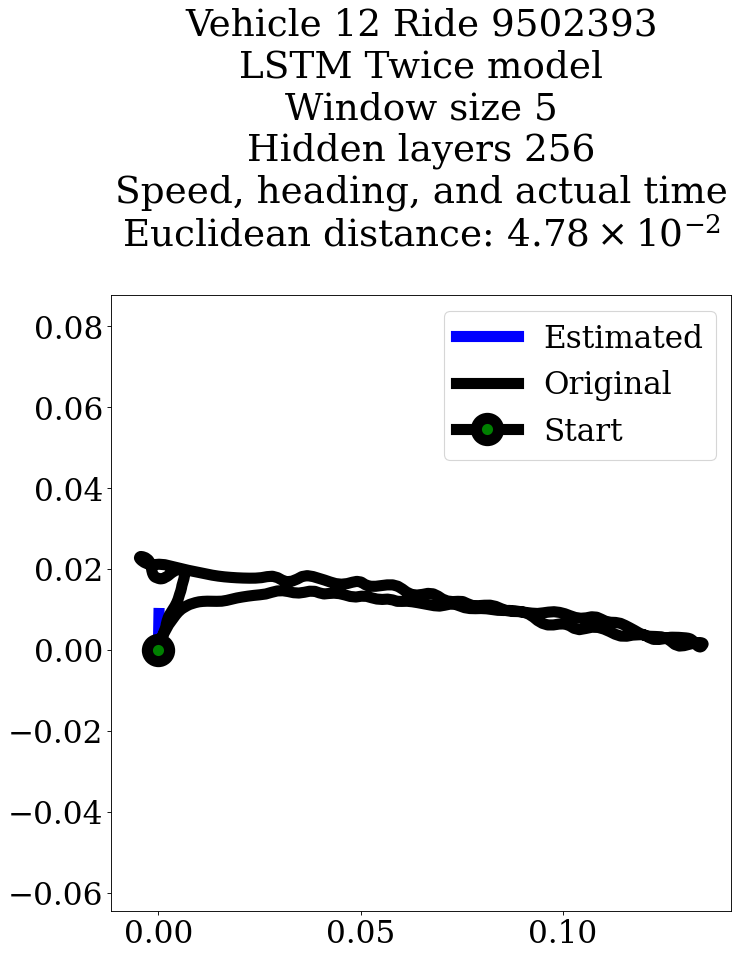 Vehicle 12 Ride 9502393
LSTM Twice model
Window size 5
Hidden layers 256
Speed, heading, and actual time
Euclidean distance: 4.78 × 10⁻²
Estimated
Original
Start
0.08
0.06
0.04
0.02
0.00
−0.02
−0.04
−0.06
0.00 0.05 0.10